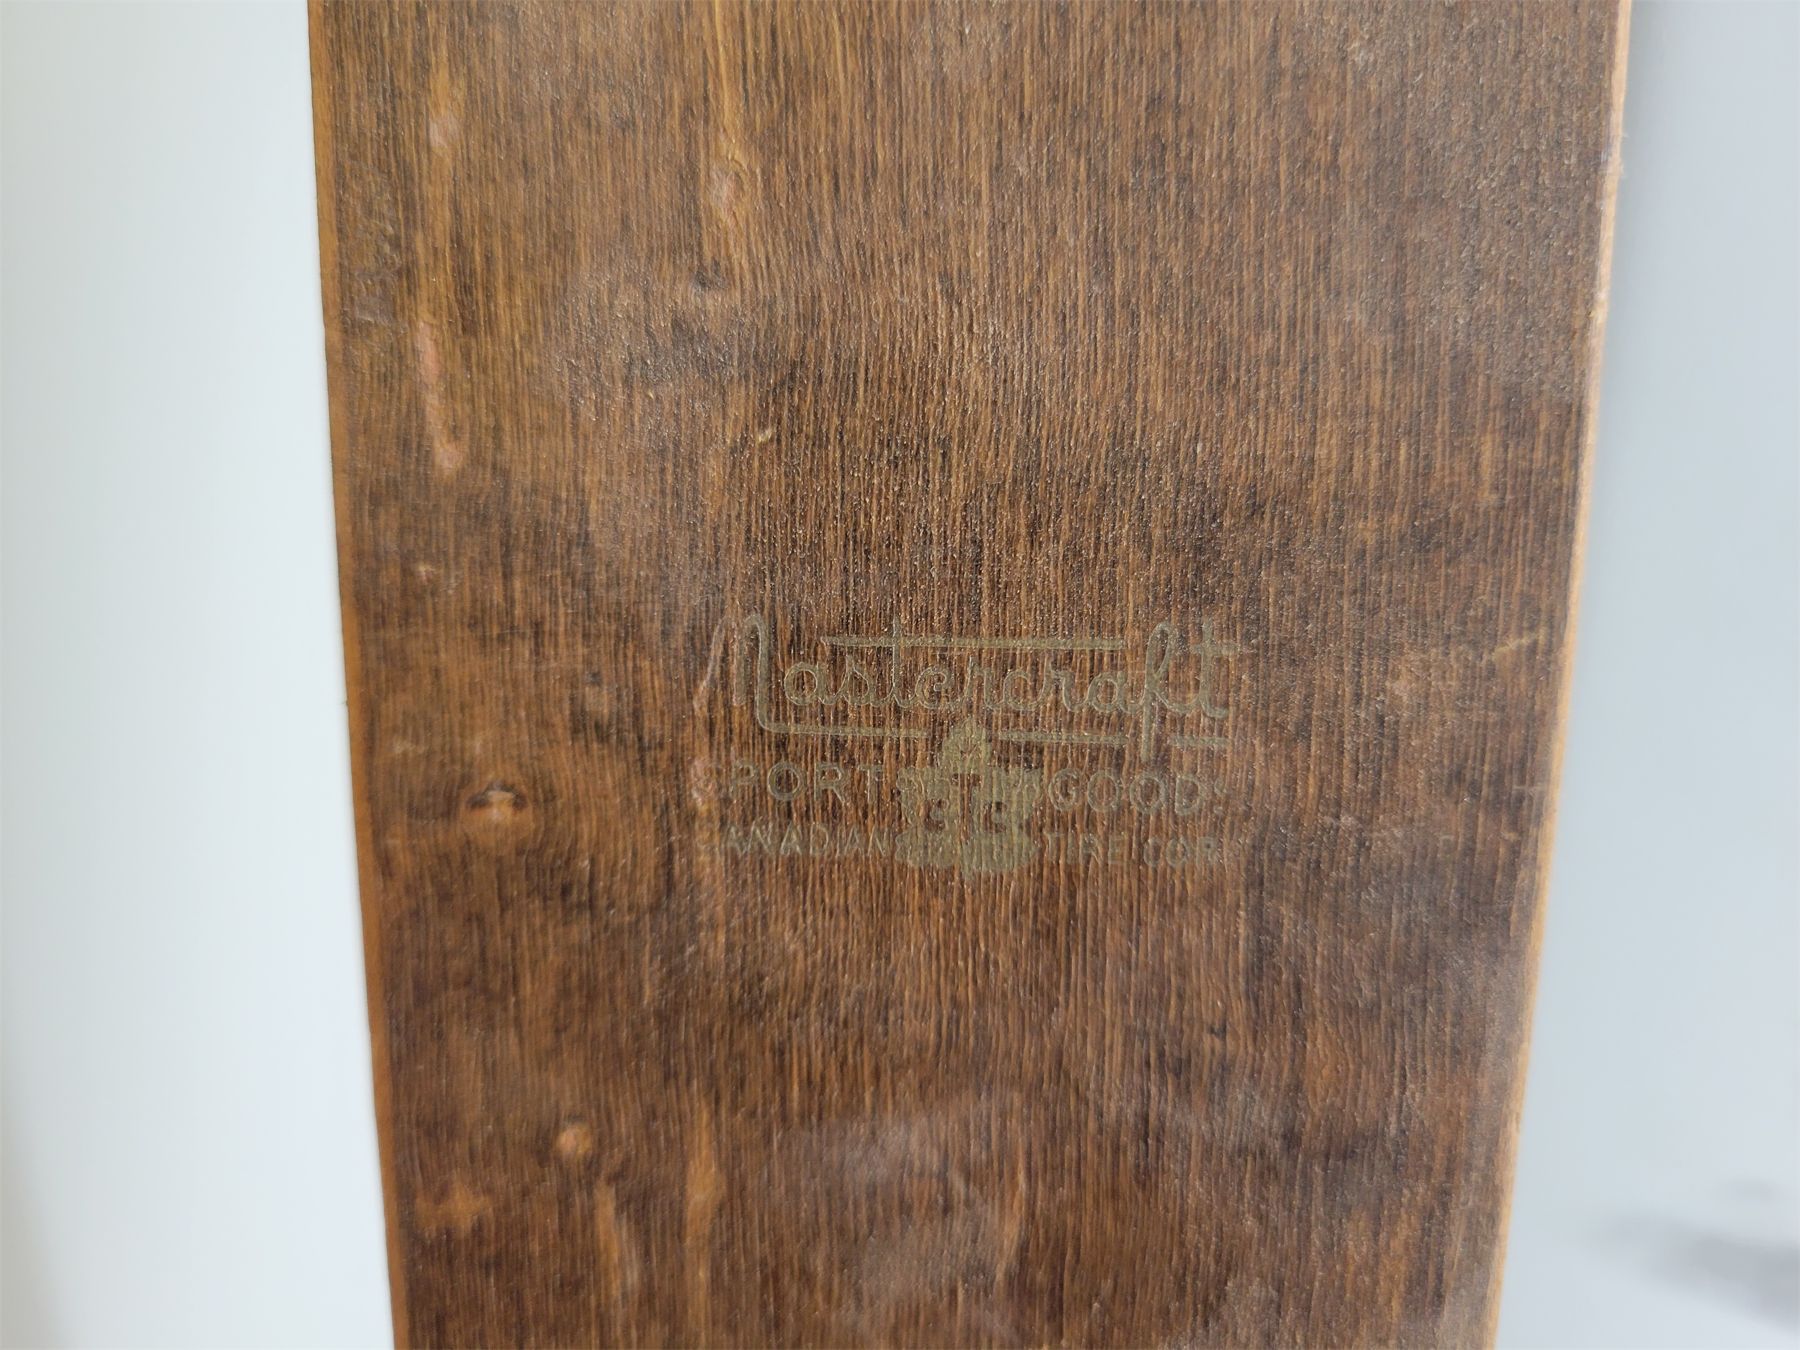 Mastercraft
SPORT GOODS
CANADIAN TIRE CORP